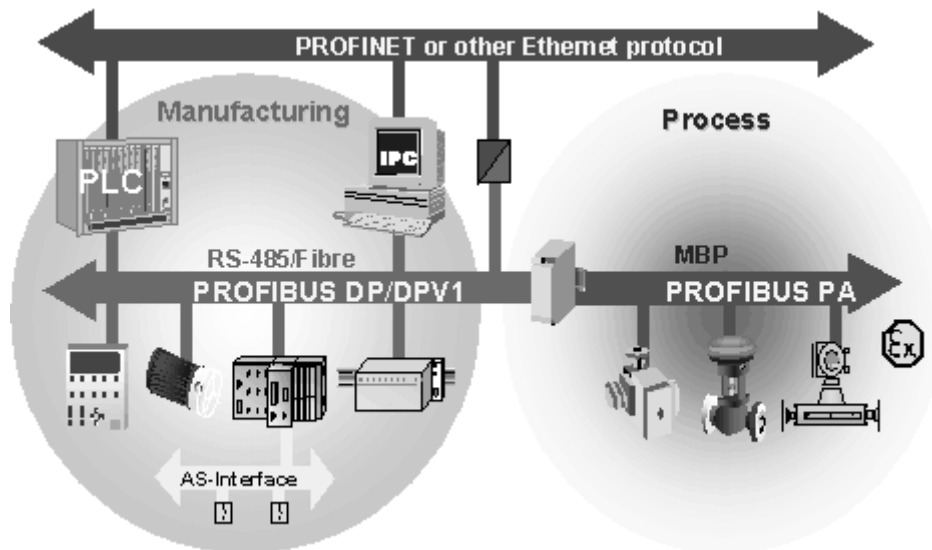 PROFINET or other Ethernet protocol
Manufacturing
Process
PLC
IPC
RS-485/Fibre
MBP
PROFIBUS DP/DPV1
PROFIBUS PA
Ex
AS-Interface